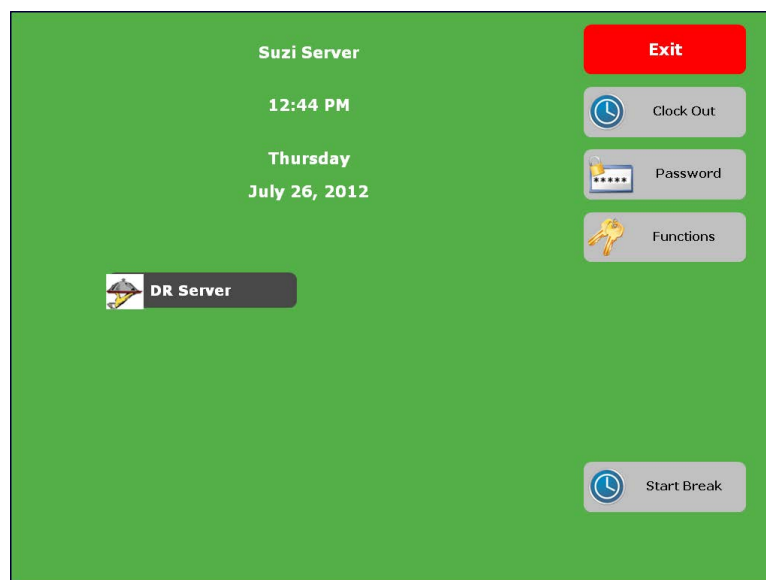 Suzi Server
12:44 PM
Thursday
July 26, 2012
DR Server
Exit
Clock Out
*****
Password
Functions
Start Break